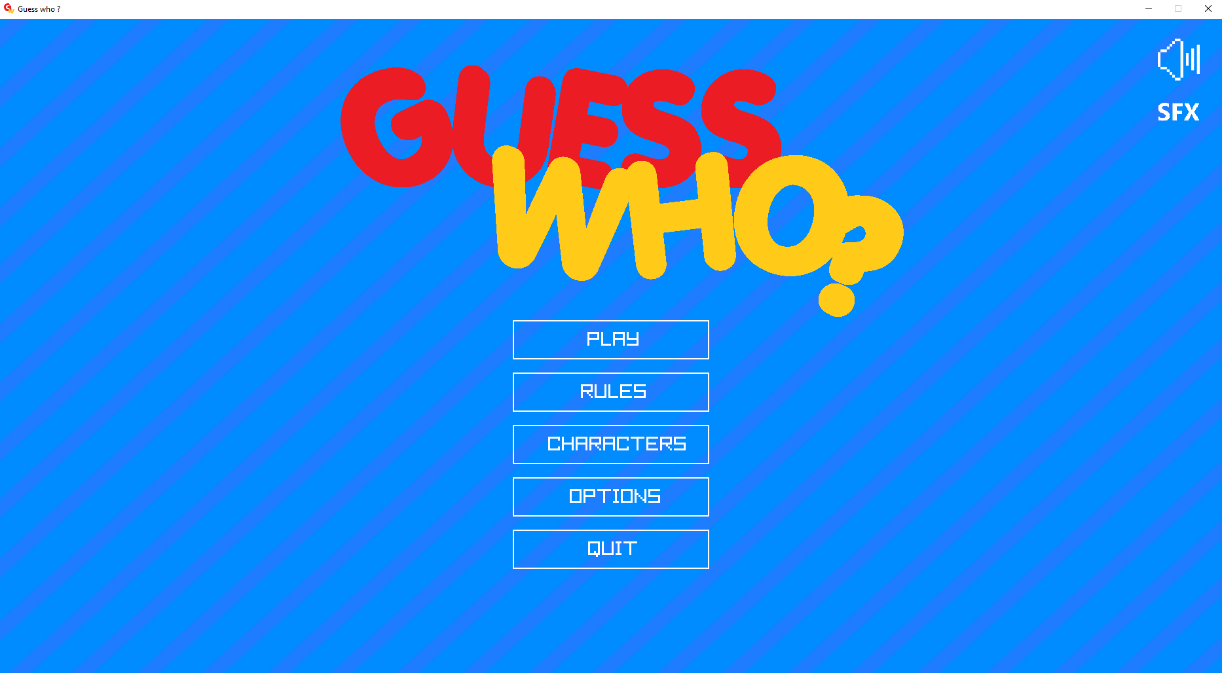 Guess who ?
GUESS
WHO?
SFX
PLAY
RULES
CHARACTERS
OPTIONS
QUIT